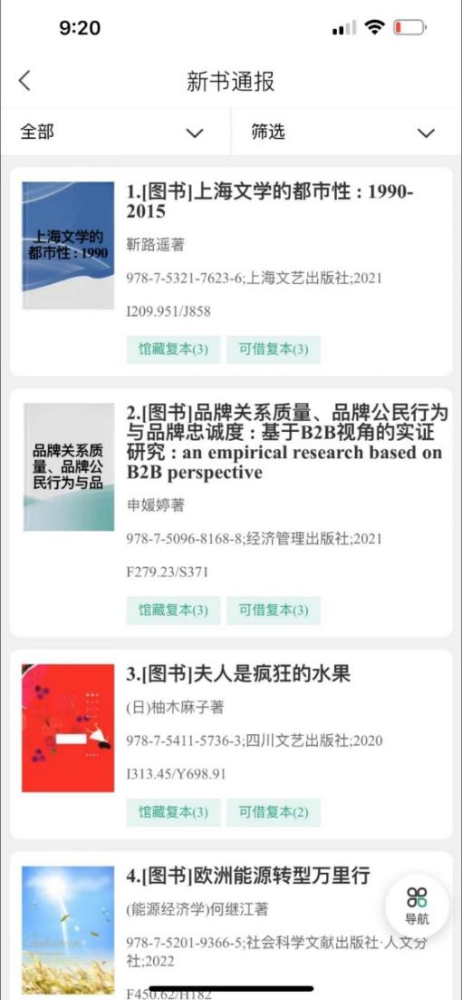 9:20
新书通报
全部
筛选
上海文学的
都市性 : 1990
1.[图书]上海文学的都市性 : 1990-
2015
靳路遥著
978-7-5321-7623-6;上海文艺出版社;2021
I209.951/J858
馆藏复本(3)
可借复本(3)
品牌关系质
量、品牌公
民行为与品
2.[图书]品牌关系质量、品牌公民行为
与品牌忠诚度 : 基于B2B视角的实证
研究 : an empirical research based on
B2B perspective
申媛婷著
978-7-5096-8168-8;经济管理出版社;2021
F279.23/S371
馆藏复本(3)
可借复本(3)
3.[图书]夫人是疯狂的水果
(日)柚木麻子著
978-7-5411-5736-3;四川文艺出版社;2020
I313.45/Y698.91
馆藏复本(3)
可借复本(2)
4.[图书]欧洲能源转型万里行
(能源经济学)何继江著
978-7-5201-9366-5;社会科学文献出版社·人文分
社;2022
F450.62/H182
导航